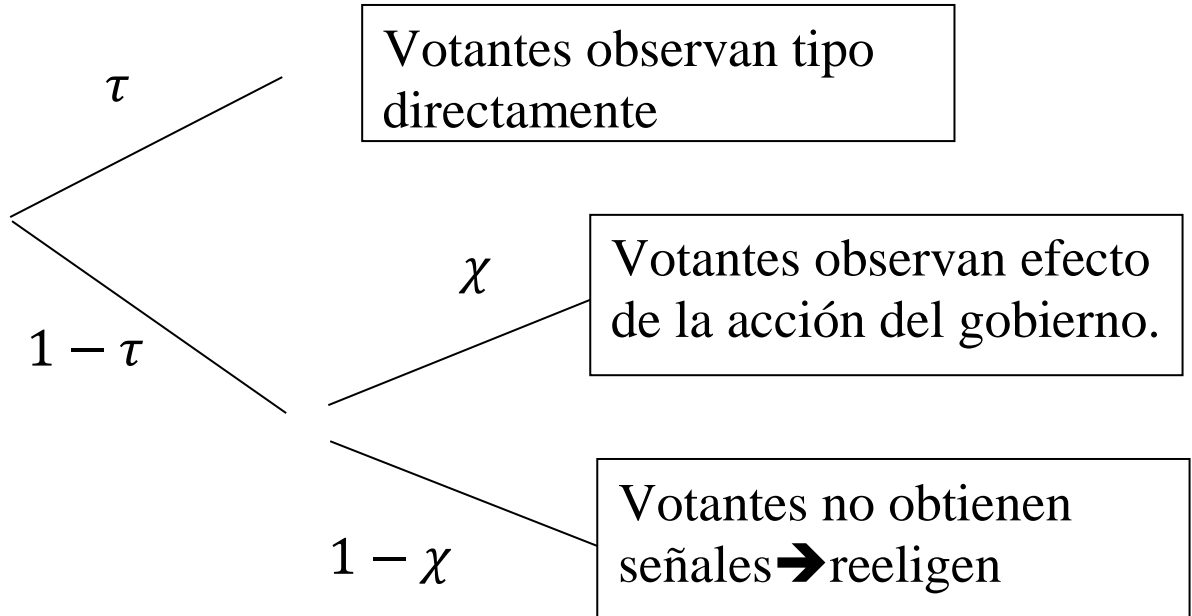 τ
Votantes observan tipo
directamente
1 − τ
χ
Votantes observan efecto
de la acción del gobierno.
1 − χ
Votantes no obtienen
señales➔reeligen